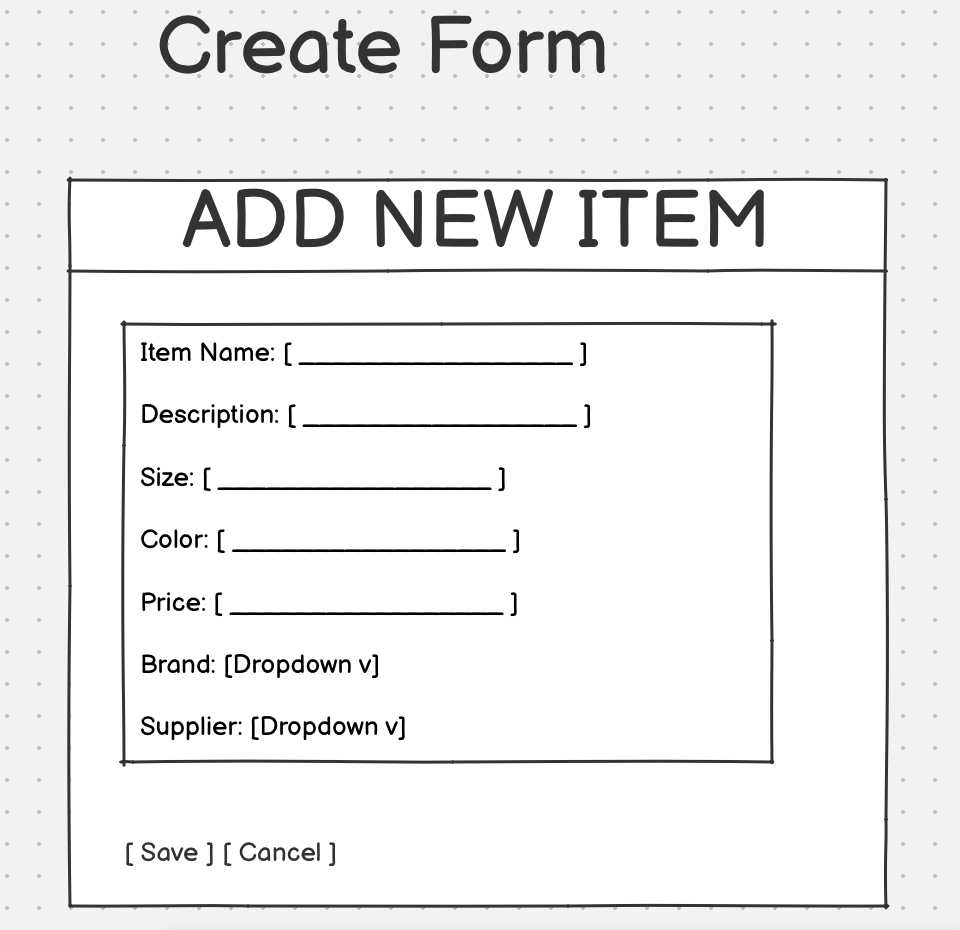 Create Form
ADD NEW ITEM
Item Name: [ ____________________ ]
Description: [ ____________________ ]
Size: [ ____________________ ]
Color: [ ____________________ ]
Price: [ ____________________ ]
Brand: [Dropdown v]
Supplier: [Dropdown v]
[ Save ] [ Cancel ]